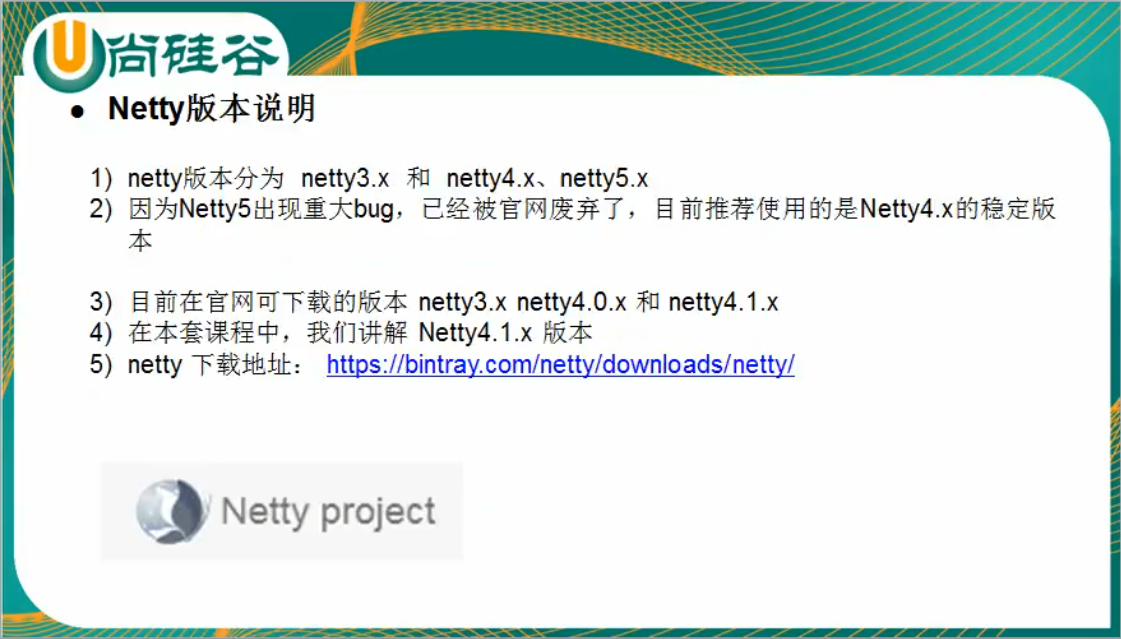 尚硅谷
● Netty版本说明
1) netty版本分为 netty3.x 和 netty4.x、netty5.x
2) 因为Netty5出现重大bug，已经被官网废弃了，目前推荐使用的是Netty4.x的稳定版
本
3) 目前在官网可下载的版本 netty3.x netty4.0.x 和 netty4.1.x
4) 在本套课程中，我们讲解 Netty4.1.x 版本
5) netty 下载地址： https://bintray.com/netty/downloads/netty/
Netty project